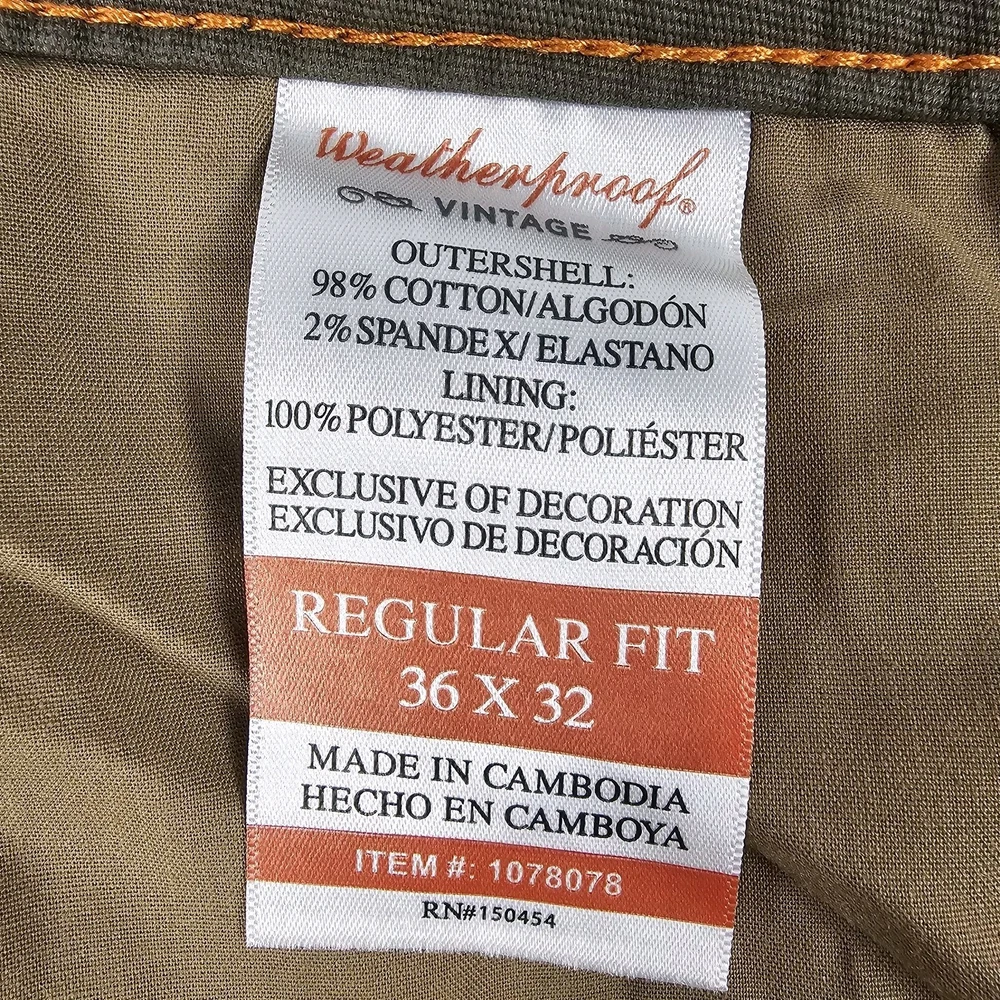 Weatherproof®
VINTAGE
OUTERSHELL:
98% COTTON/ALGODÓN
2% SPANDEX/ ELASTANO
LINING:
100% POLYESTER/POLIÉSTER
EXCLUSIVE OF DECORATION
EXCLUSIVO DE DECORACIÓN
REGULAR FIT
36 X 32
MADE IN CAMBODIA
HECHO EN CAMBOYA
ITEM #: 1078078
RN#150454